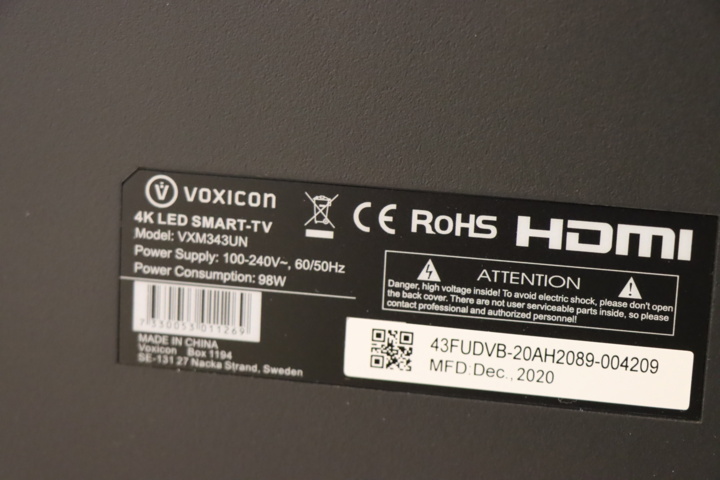 VOXICON
4K LED SMART-TV
Model: VXM343UN
Power Supply: 100-240V~, 60/50Hz
Power Consumption: 98W
7 330053 011269
MADE IN CHINA
Voxicon Box 1194
SE-131 27 Nacka Strand, Sweden
CE RoHS HDMI
ATTENTION
Danger, high voltage inside! To avoid electric shock, please don't open
the back cover. There are not user serviceable parts inside, so please
contact professional and authorized personnel!
43FUDVB-20AH2089-004209
MFD:Dec.,2020